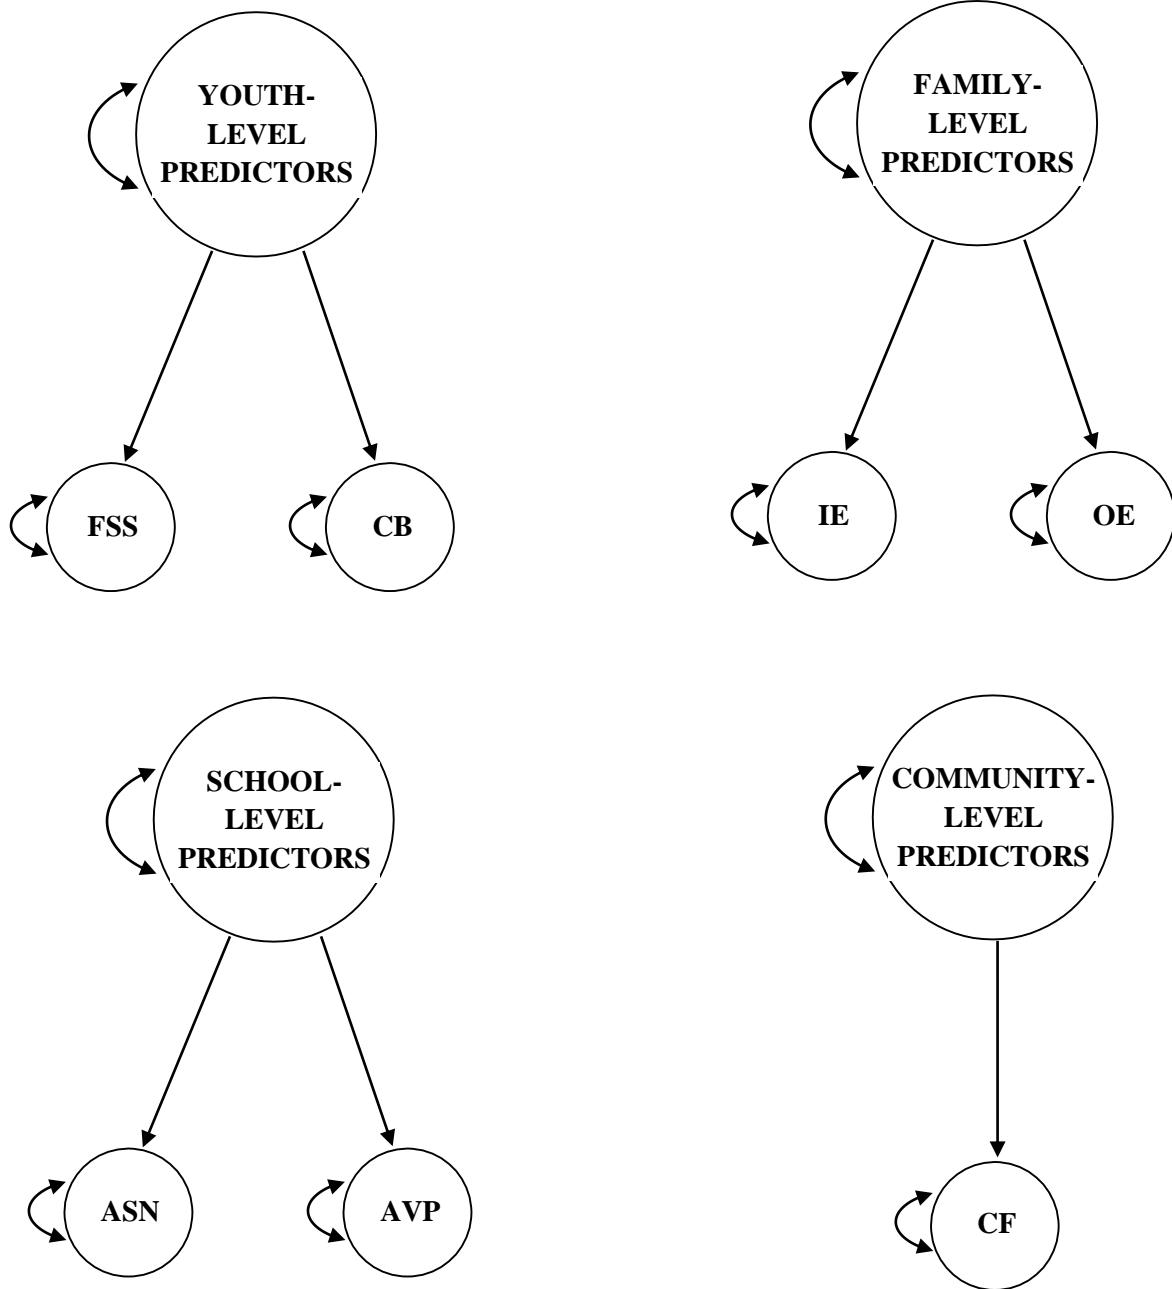 YOUTH-
LEVEL
PREDICTORS
FAMILY-
LEVEL
PREDICTORS
FSS
CB
IE
OE
SCHOOL-
LEVEL
PREDICTORS
COMMUNITY-
LEVEL
PREDICTORS
ASN
AVP
CF